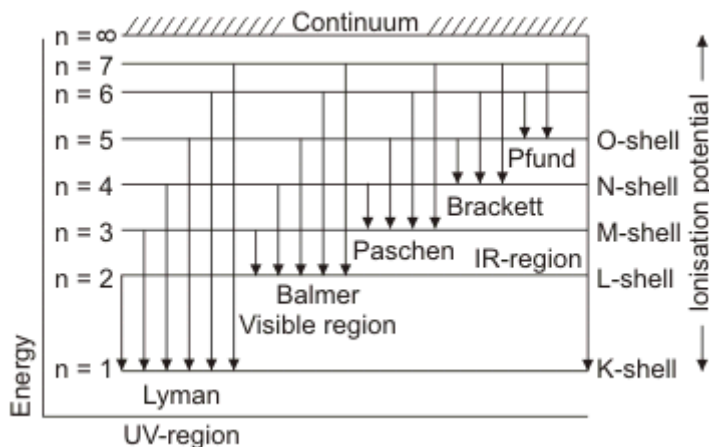 n = ∞ Continuum
n = 7
n = 6
n = 5 O-shell
Pfund
n = 4 N-shell
Brackett
n = 3 M-shell
Paschen
IR-region
n = 2 L-shell
Balmer
Visible region
n = 1 K-shell
Lyman
UV-region
Energy
Ionisation potential